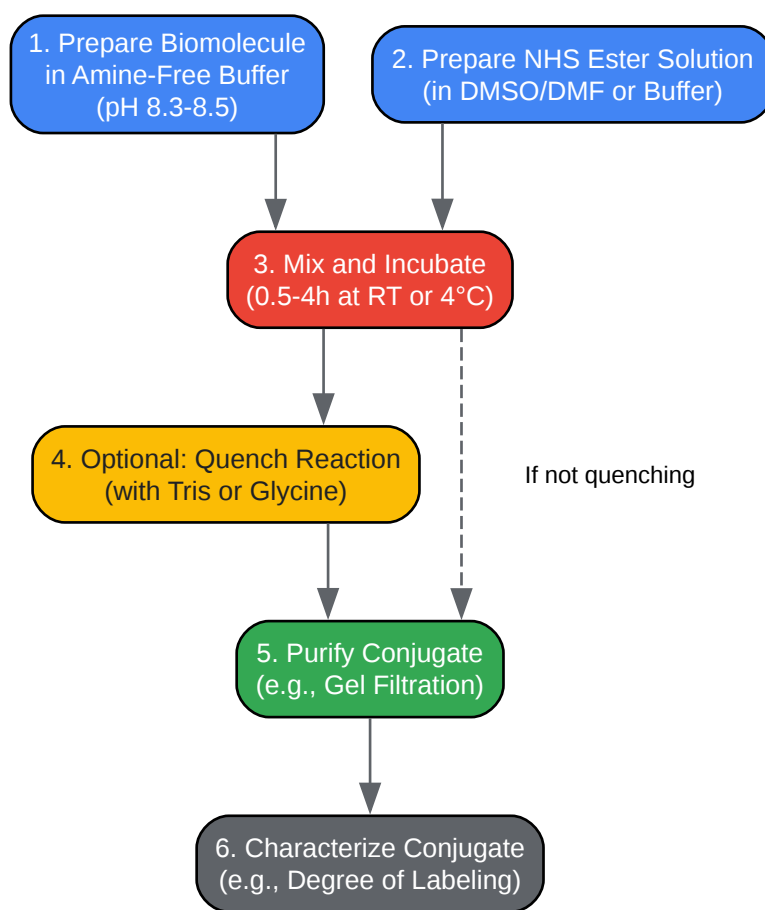 1. Prepare Biomolecule
in Amine-Free Buffer
(pH 8.3-8.5)
2. Prepare NHS Ester Solution
(in DMSO/DMF or Buffer)
3. Mix and Incubate
(0.5-4h at RT or 4°C)
4. Optional: Quench Reaction
(with Tris or Glycine)
If not quenching
5. Purify Conjugate
(e.g., Gel Filtration)
6. Characterize Conjugate
(e.g., Degree of Labeling)